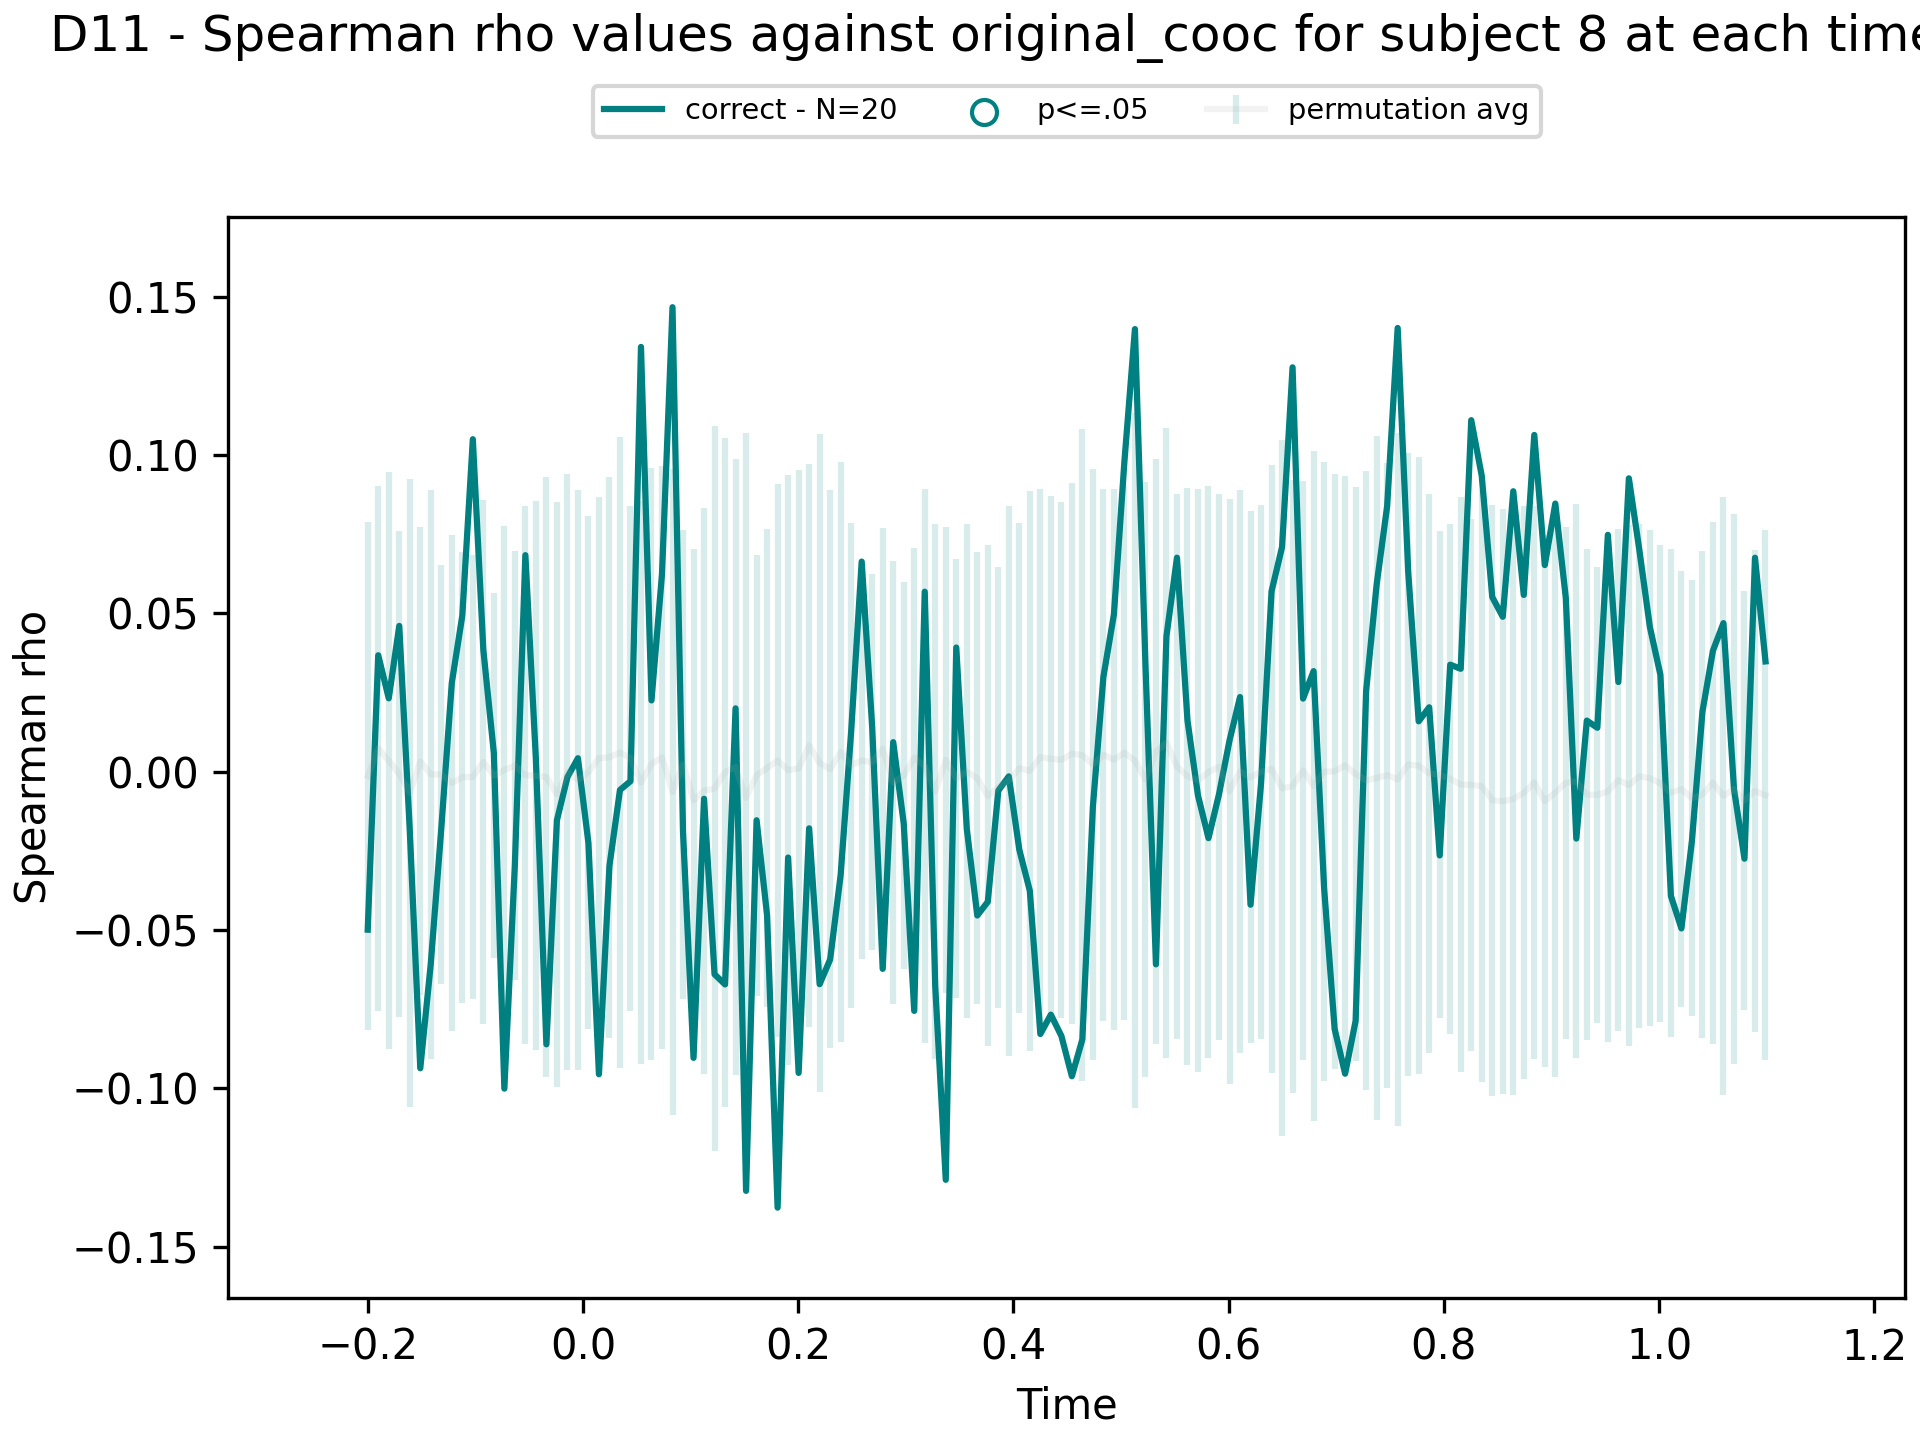 D11 - Spearman rho values against original_cooc for subject 8 at each time
correct - N=20 p<=.05 permutation avg
0.15
0.10
0.05
0.00
−0.05
−0.10
−0.15
Spearman rho
−0.2 0.0 0.2 0.4 0.6 0.8 1.0 1.2
Time